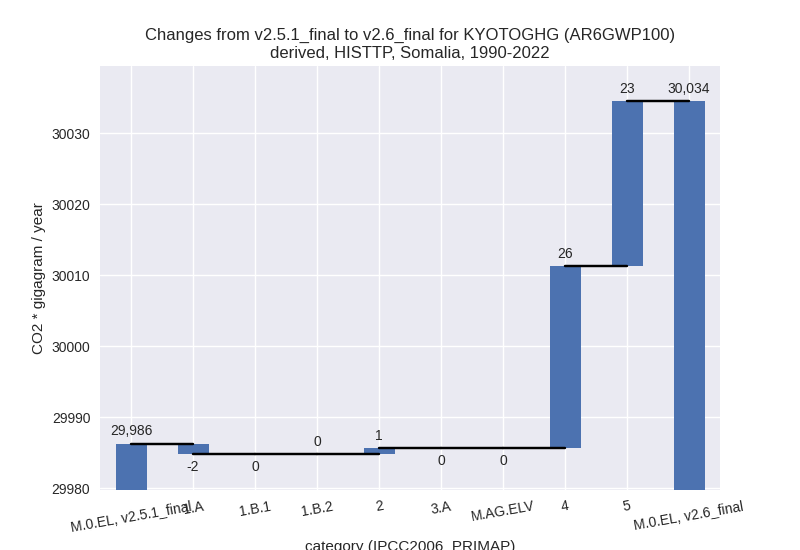 Changes from v2.5.1_final to v2.6_final for KYOTOGHG (AR6GWP100)
derived, HISTTP, Somalia, 1990-2022
CO2 * gigagram / year
30030
30020
30010
30000
29990
29980
29,986
-2
0
0
1
0
0
26
23
30,034
M.0.EL, v2.5.1_final
1.A
1.B.1
1.B.2
2
3.A
M.AG.ELV
4
5
M.0.EL, v2.6_final
category (IPCC2006_PRIMAP)